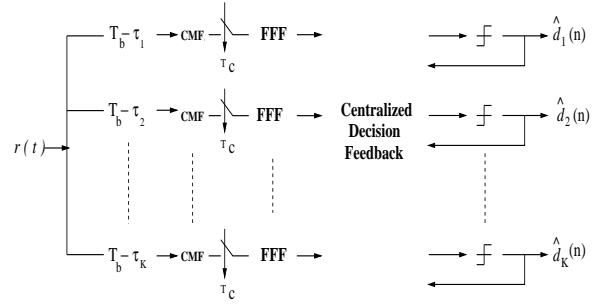 T_b - τ_1 CMF T_c FFF d̂_1(n)
T_b - τ_2 CMF T_c FFF d̂_2(n)
Centralized
Decision
Feedback
r(t)
T_b - τ_K CMF T_c FFF d̂_K(n)